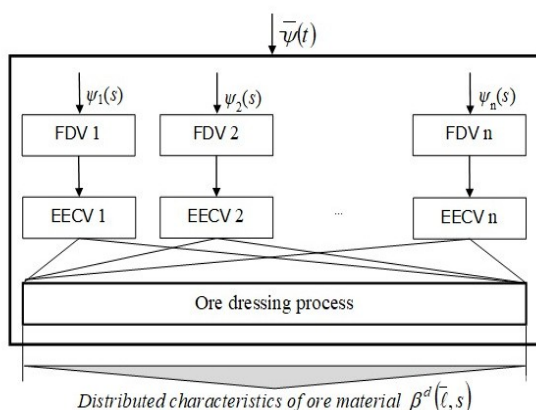 ψ̅(t)
ψ₁(s) ψ₂(s) ψₙ(s)
FDV 1 FDV 2 FDV n
EECV 1 EECV 2 ... EECV n
Ore dressing process
Distributed characteristics of ore material βᵈ(ℓ̅, s)